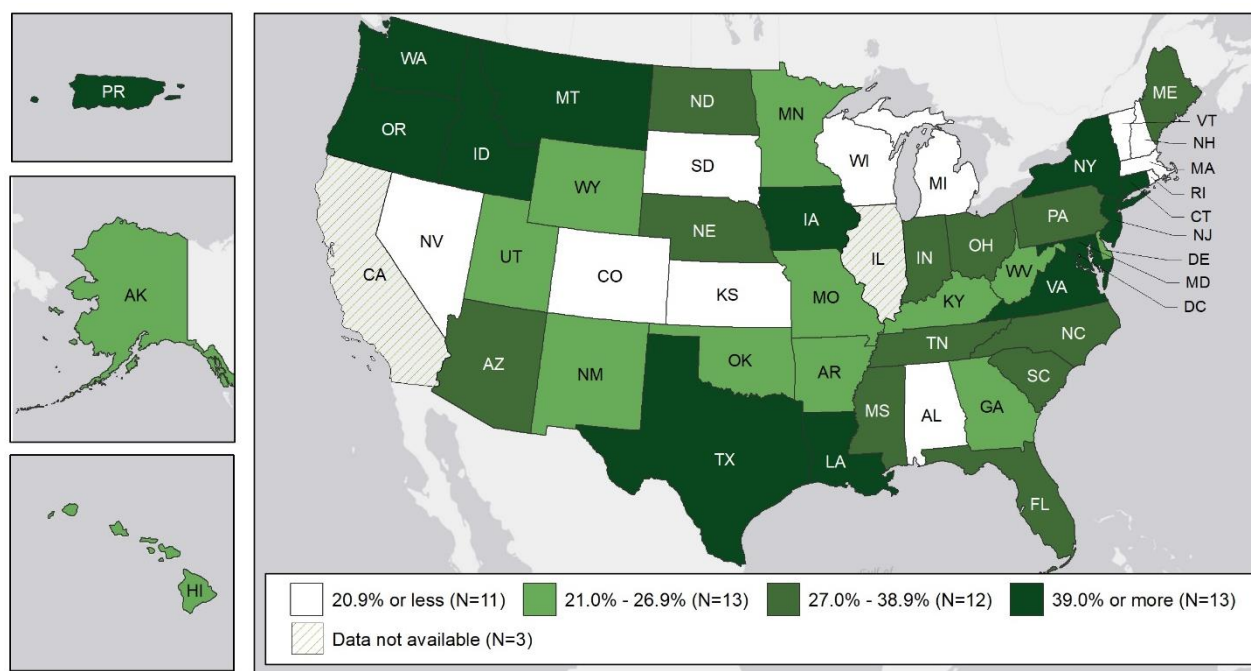 PR
AK
HI
WA
MT
ND
MN
ME
VT
NH
OR
ID
SD
WI
MI
NY
MA
RI
WY
CT
IA
PA
NJ
NE
NV
UT
IL
IN
OH
DE
CA
CO
WV
MD
KS
MO
KY
VA
DC
TN
NC
AZ
NM
OK
AR
SC
MS
AL
GA
TX
LA
FL
20.9% or less (N=11)
21.0% - 26.9% (N=13)
27.0% - 38.9% (N=12)
39.0% or more (N=13)
Data not available (N=3)